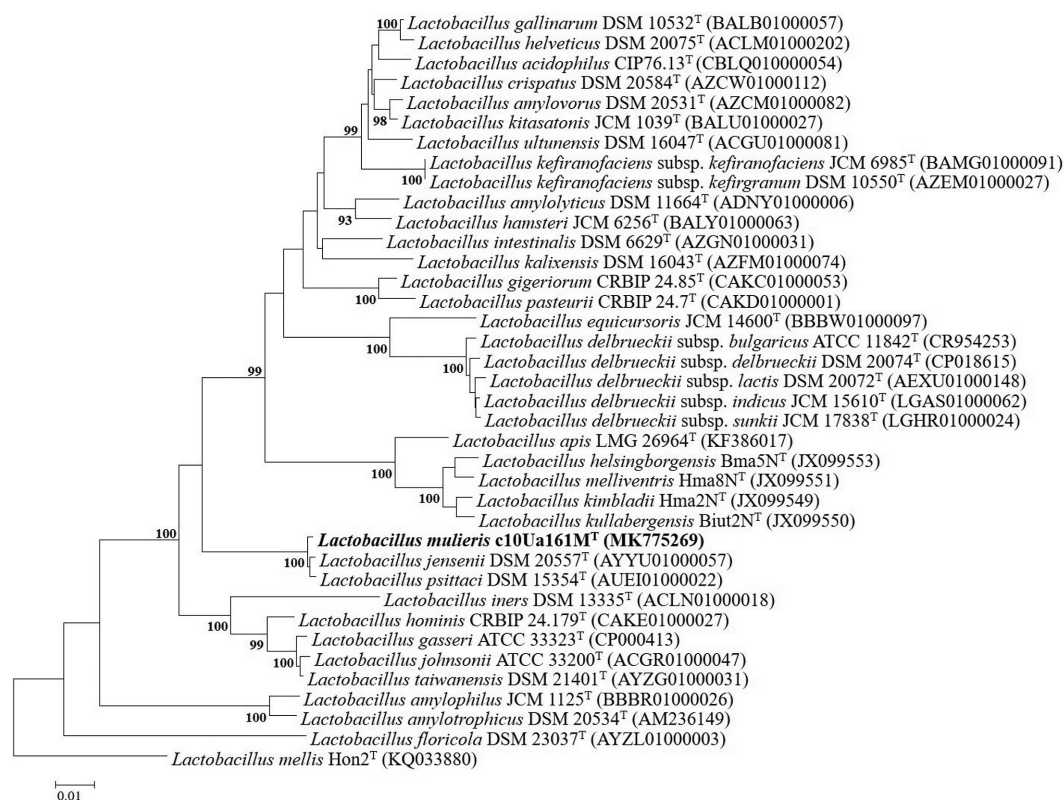 100 Lactobacillus gallinarum DSM 10532T (BALB01000057)
Lactobacillus helveticus DSM 20075T (ACLM01000202)
Lactobacillus acidophilus CIP76.13T (CBLQ010000054)
Lactobacillus crispatus DSM 20584T (AZCW01000112)
Lactobacillus amylovorus DSM 20531T (AZCM01000082)
98 Lactobacillus kitasatonis JCM 1039T (BALU01000027)
99
Lactobacillus ultunensis DSM 16047T (ACGU01000081)
Lactobacillus kefiranofaciens subsp. kefiranofaciens JCM 6985T (BAMG01000091)
100 Lactobacillus kefiranofaciens subsp. kefirgranum DSM 10550T (AZEM01000027)
Lactobacillus amylolyticus DSM 11664T (ADNY01000006)
93 Lactobacillus hamsteri JCM 6256T (BALY01000063)
Lactobacillus intestinalis DSM 6629T (AZGN01000031)
Lactobacillus kalixensis DSM 16043T (AZFM01000074)
Lactobacillus gigeriorum CRBIP 24.85T (CAKC01000053)
100 Lactobacillus pasteurii CRBIP 24.7T (CAKD01000001)
Lactobacillus equicursoris JCM 14600T (BBBW01000097)
100 Lactobacillus delbrueckii subsp. bulgaricus ATCC 11842T (CR954253)
100 Lactobacillus delbrueckii subsp. delbrueckii DSM 20074T (CP018615)
99 Lactobacillus delbrueckii subsp. lactis DSM 20072T (AEXU01000148)
Lactobacillus delbrueckii subsp. indicus JCM 15610T (LGAS01000062)
Lactobacillus delbrueckii subsp. sunkii JCM 17838T (LGHR01000024)
Lactobacillus apis LMG 26964T (KF386017)
Lactobacillus helsingborgensis Bma5NT (JX099553)
100 Lactobacillus melliventris Hma8NT (JX099551)
100 Lactobacillus kimbladii Hma2NT (JX099549)
Lactobacillus kullabergensis Biut2NT (JX099550)
100 Lactobacillus mulieris c10Ua161MT (MK775269)
100 Lactobacillus jensenii DSM 20557T (AYYU01000057)
Lactobacillus psittaci DSM 15354T (AUEI01000022)
Lactobacillus iners DSM 13335T (ACLN01000018)
100 Lactobacillus hominis CRBIP 24.179T (CAKE01000027)
99 Lactobacillus gasseri ATCC 33323T (CP000413)
100 Lactobacillus johnsonii ATCC 33200T (ACGR01000047)
Lactobacillus taiwanensis DSM 21401T (AYZG01000031)
Lactobacillus amylophilus JCM 1125T (BBBR01000026)
100 Lactobacillus amylotrophicus DSM 20534T (AM236149)
Lactobacillus floricola DSM 23037T (AYZL01000003)
Lactobacillus mellis Hon2T (KQ033880)
0.01